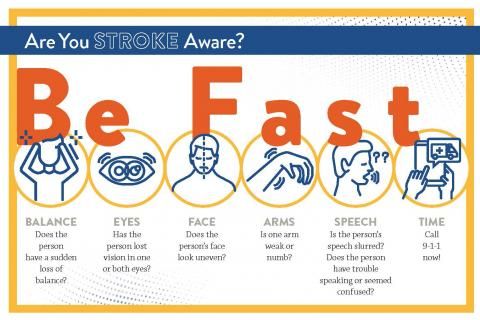 Are You STROKE Aware?
Be Fast
BALANCE
Does the
person
have a sudden
loss of
balance?
EYES
Has the
person lost
vision in one
or both eyes?
FACE
Does the
person's face
look uneven?
ARMS
Is one arm
weak or
numb?
SPEECH
Is the person's
speech slurred?
Does the person
have trouble
speaking or seemed
confused?
??
TIME
Call
9-1-1
now!